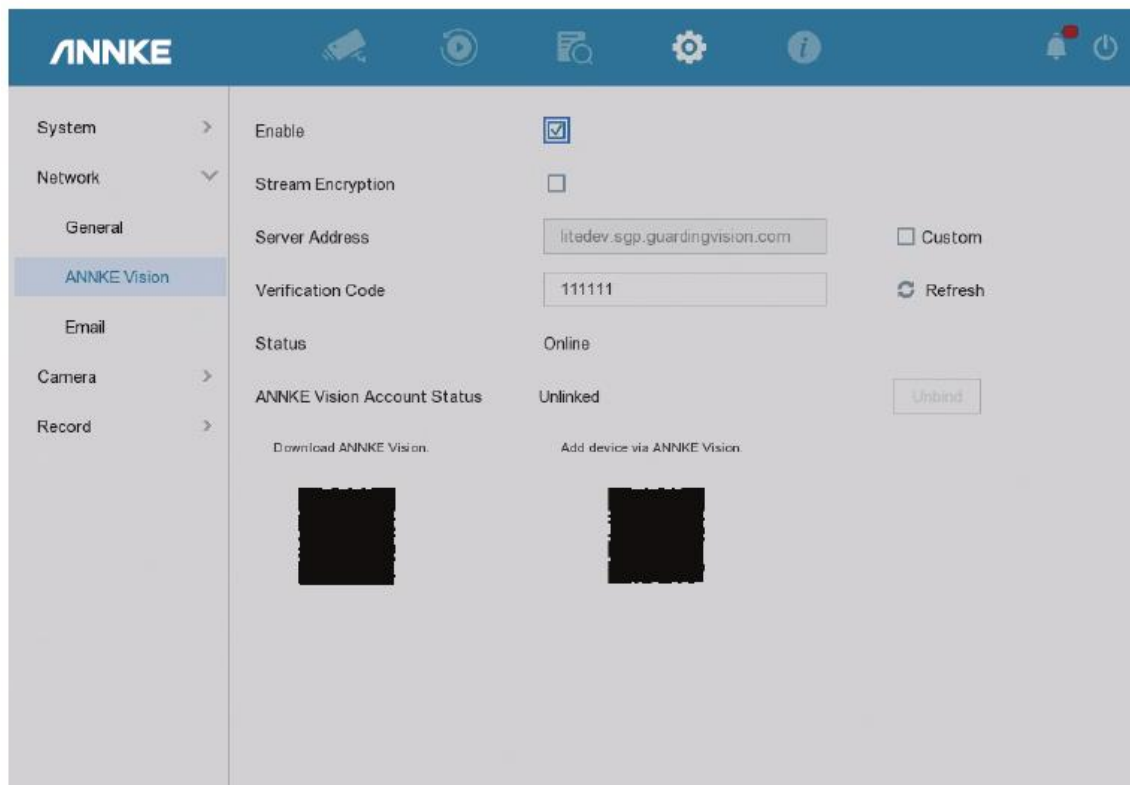 ANNKE
System
Network
General
ANNKE Vision
Email
Camera
Record
Enable
Stream Encryption
Server Address litedev.sgp.guardingvision.com Custom
Verification Code 111111 Refresh
Status Online
ANNKE Vision Account Status Unlinked Unbind
Download ANNKE Vision. Add device via ANNKE Vision.